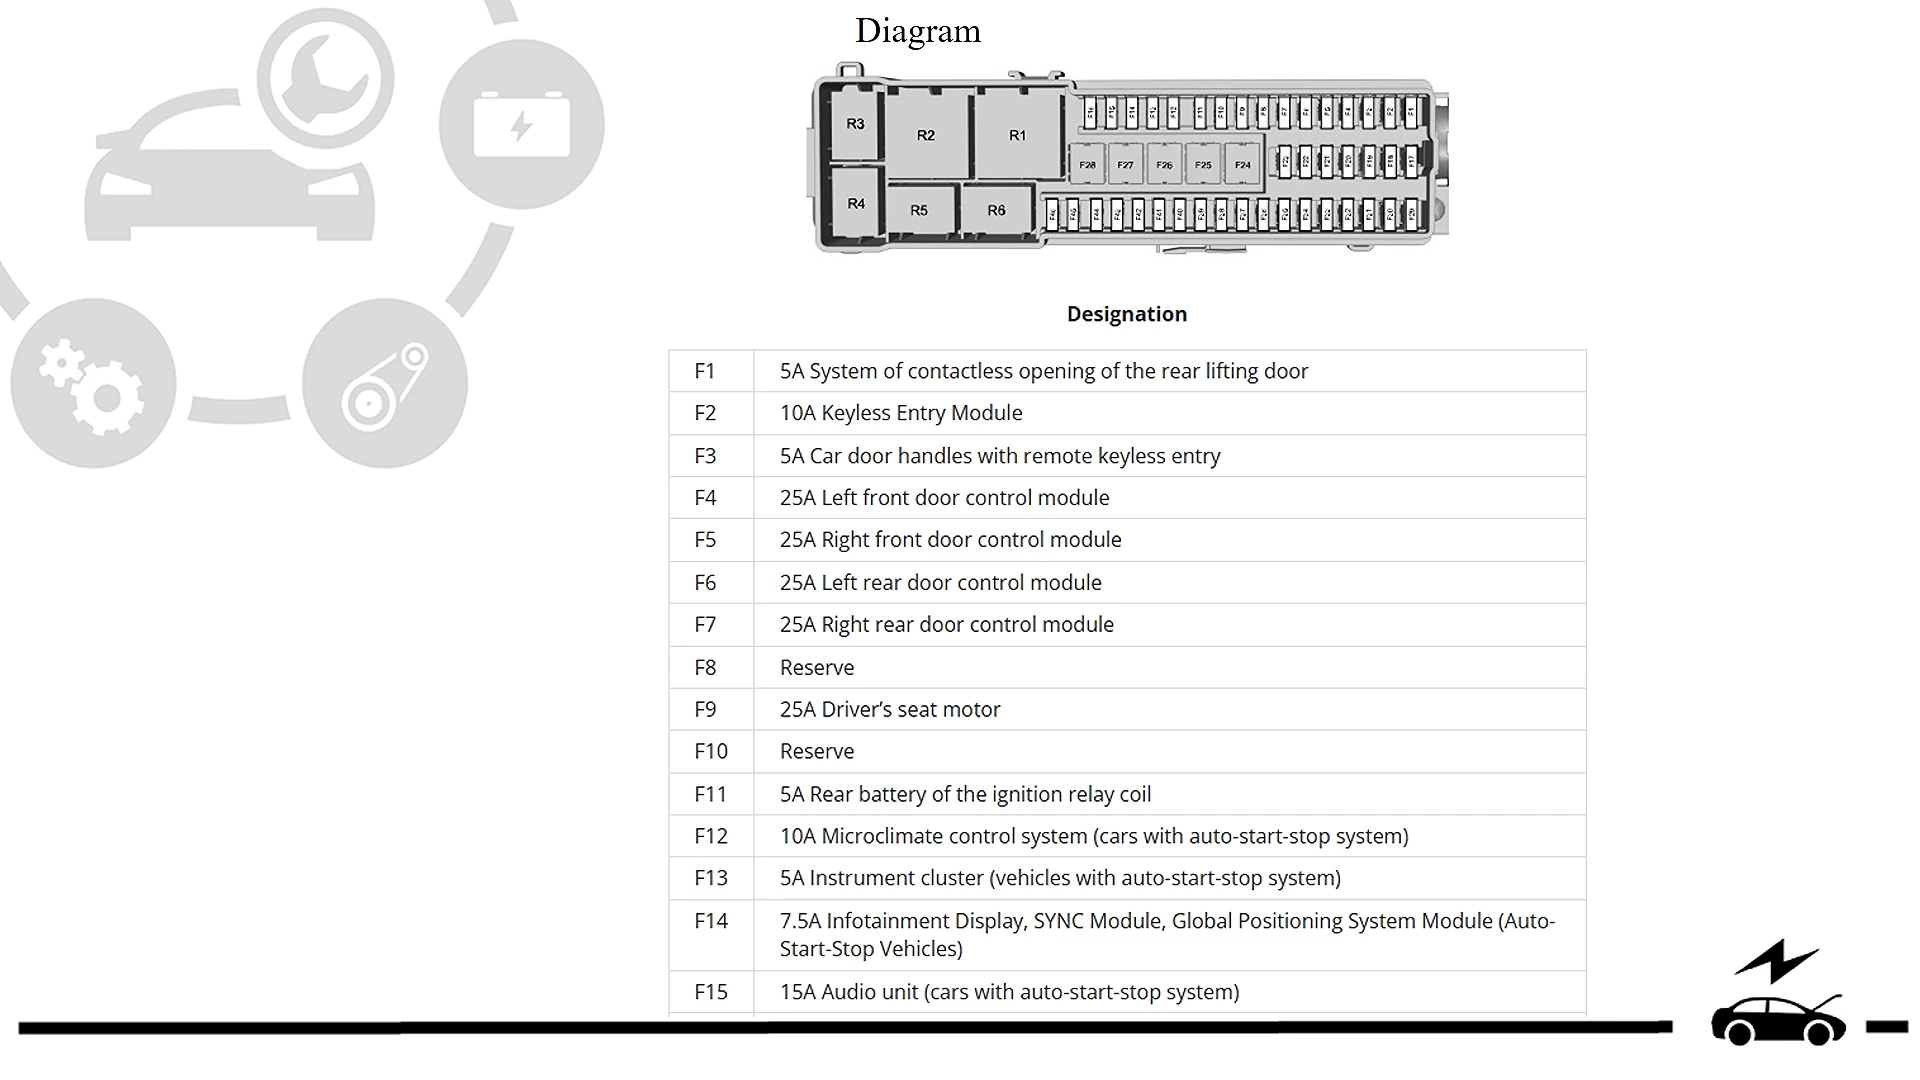 Diagram
R3
R2
R1
R4
R5
R6
F28
F27
F26
F25
F24
Designation
F1 5A System of contactless opening of the rear lifting door
F2 10A Keyless Entry Module
F3 5A Car door handles with remote keyless entry
F4 25A Left front door control module
F5 25A Right front door control module
F6 25A Left rear door control module
F7 25A Right rear door control module
F8 Reserve
F9 25A Driver’s seat motor
F10 Reserve
F11 5A Rear battery of the ignition relay coil
F12 10A Microclimate control system (cars with auto-start-stop system)
F13 5A Instrument cluster (vehicles with auto-start-stop system)
F14 7.5A Infotainment Display, SYNC Module, Global Positioning System Module (Auto-
Start-Stop Vehicles)
F15 15A Audio unit (cars with auto-start-stop system)